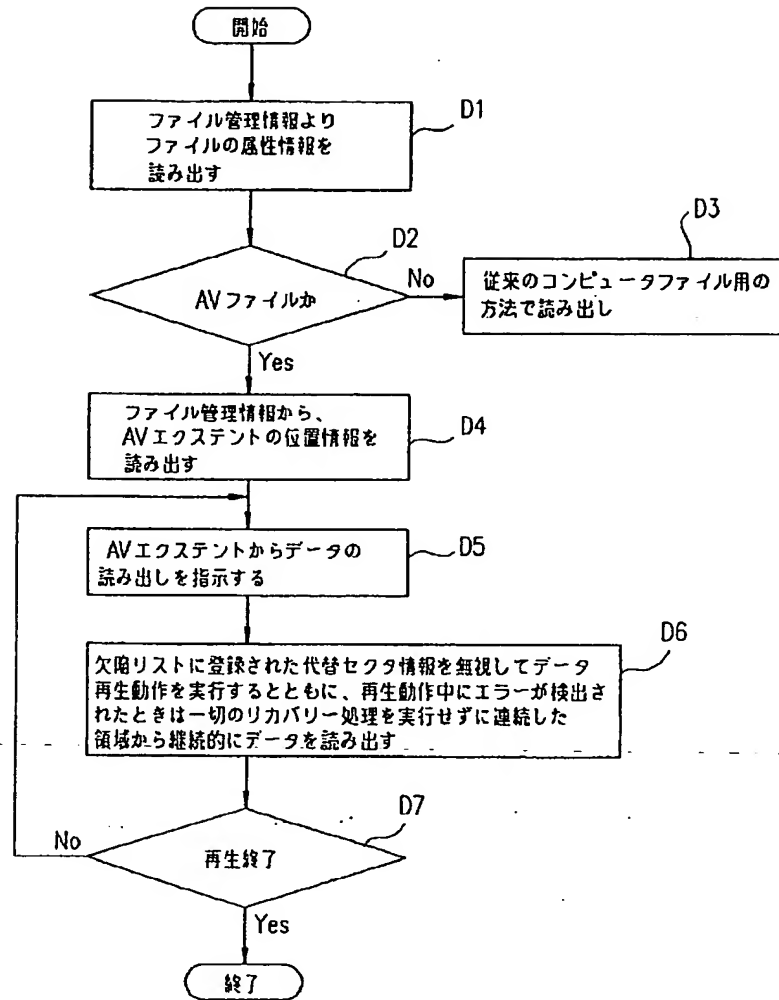 開始
ファイル管理情報より
ファイルの属性情報を
読み出す
D1
AVファイルか
D2
No
従来のコンピュータファイル用の
方法で読み出し
D3
Yes
ファイル管理情報から、
AVエクステントの位置情報を
読み出す
D4
AVエクステントからデータの
読み出しを指示する
D5
欠陥リストに登録された代替セクタ情報を無視してデータ
再生動作を実行するとともに、再生動作中にエラーが検出さ
れたときは一切のリカバリー処理を実行せずに連続した
領域から継続的にデータを読み出す
D6
No
再生終了
D7
Yes
終了